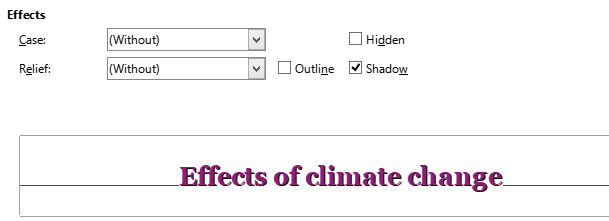 Effects
Case: (Without) Hidden
Relief: (Without) Outline Shadow
Effects of climate change